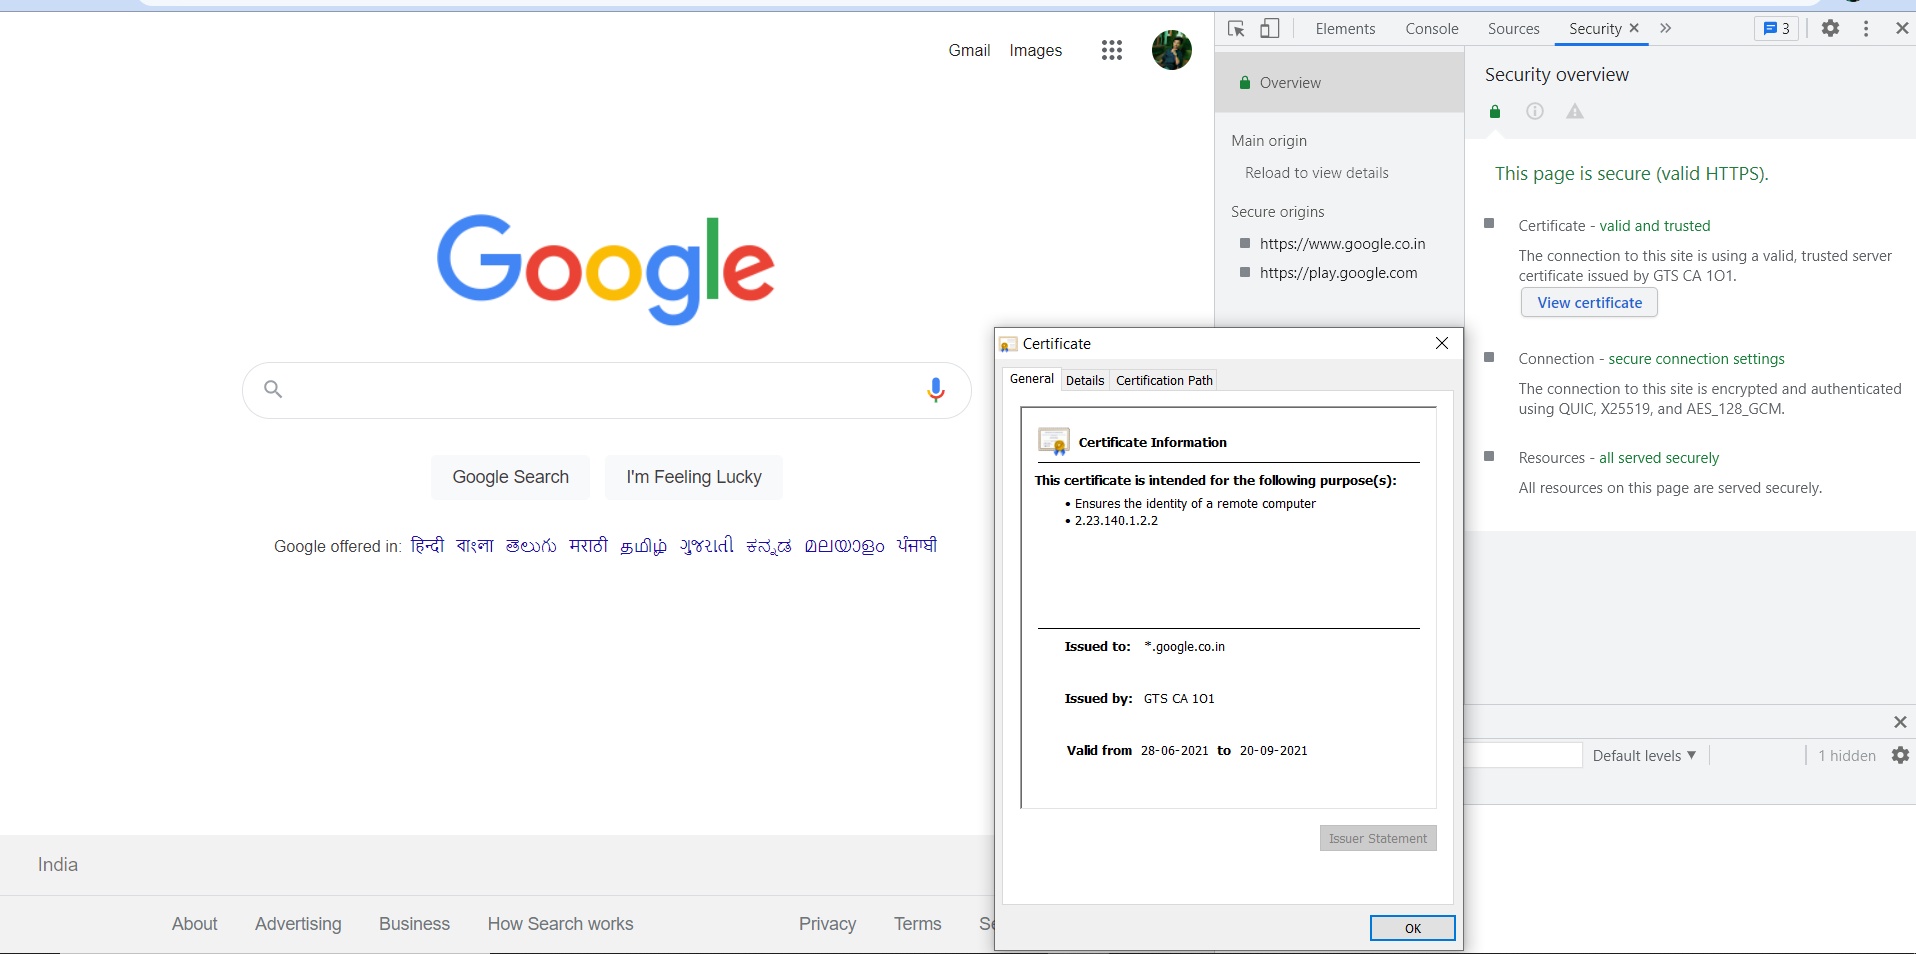 Gmail Images
Google
Google Search I'm Feeling Lucky
Google offered in: हिन्दी বাংলা తెలుగు मराठी தமிழ் ગુજરાતી ಕನ್ನಡ മലയാളം ਪੰਜਾਬੀ
India
About Advertising Business How Search works Privacy Terms
Elements Console Sources Security 3
Overview
Main origin
Reload to view details
Secure origins
https://www.google.co.in
https://play.google.com
Security overview
This page is secure (valid HTTPS).
Certificate - valid and trusted
The connection to this site is using a valid, trusted server
certificate issued by GTS CA 1O1.
View certificate
Connection - secure connection settings
The connection to this site is encrypted and authenticated
using QUIC, X25519, and AES_128_GCM.
Resources - all served securely
All resources on this page are served securely.
Default levels 1 hidden
Certificate
General Details Certification Path
Certificate Information
This certificate is intended for the following purpose(s):
• Ensures the identity of a remote computer
• 2.23.140.1.2.2
Issued to: *.google.co.in
Issued by: GTS CA 1O1
Valid from 28-06-2021 to 20-09-2021
Issuer Statement
OK